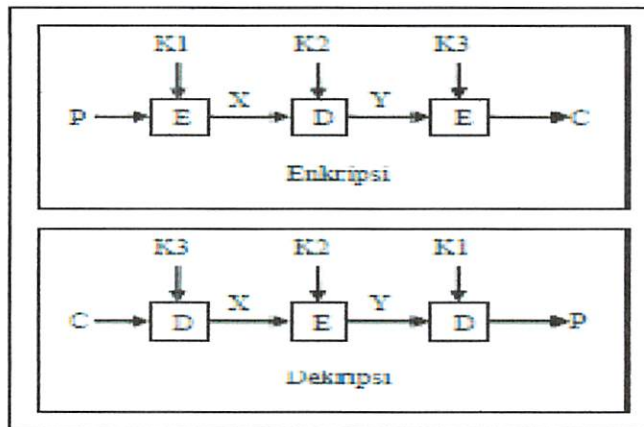 K1 K2 K3
P E X D Y E C
Enkripsi
K3 K2 K1
C D X E Y D P
Dekripsi